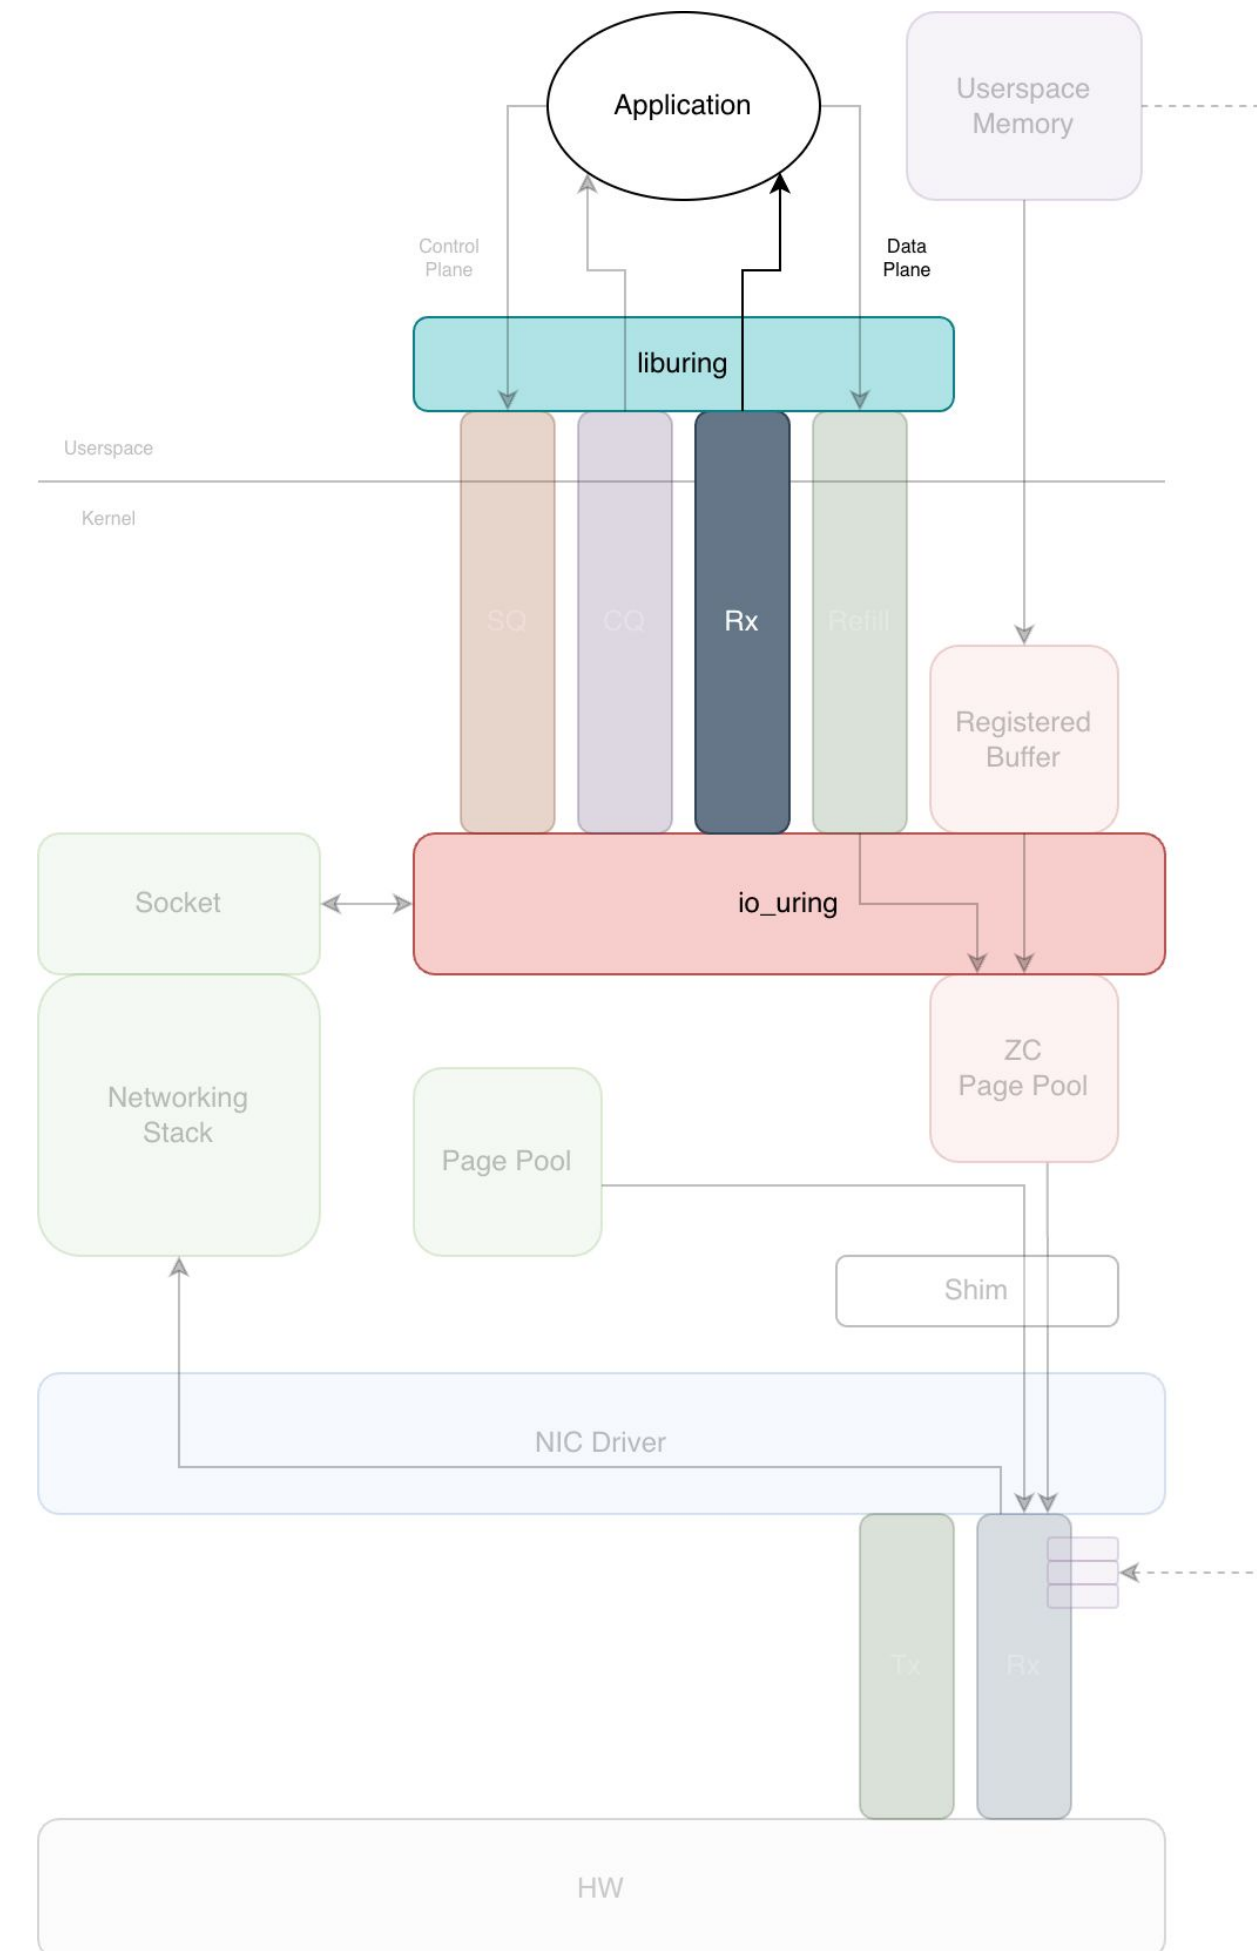 Application
Userspace
Memory
Control
Plane
Data
Plane
liburing
Userspace
Kernel
SQ
CQ
Rx
Refill
Registered
Buffer
Socket
io_uring
Networking
Stack
ZC
Page Pool
Page Pool
Shim
NIC Driver
Tx
Rx
HW